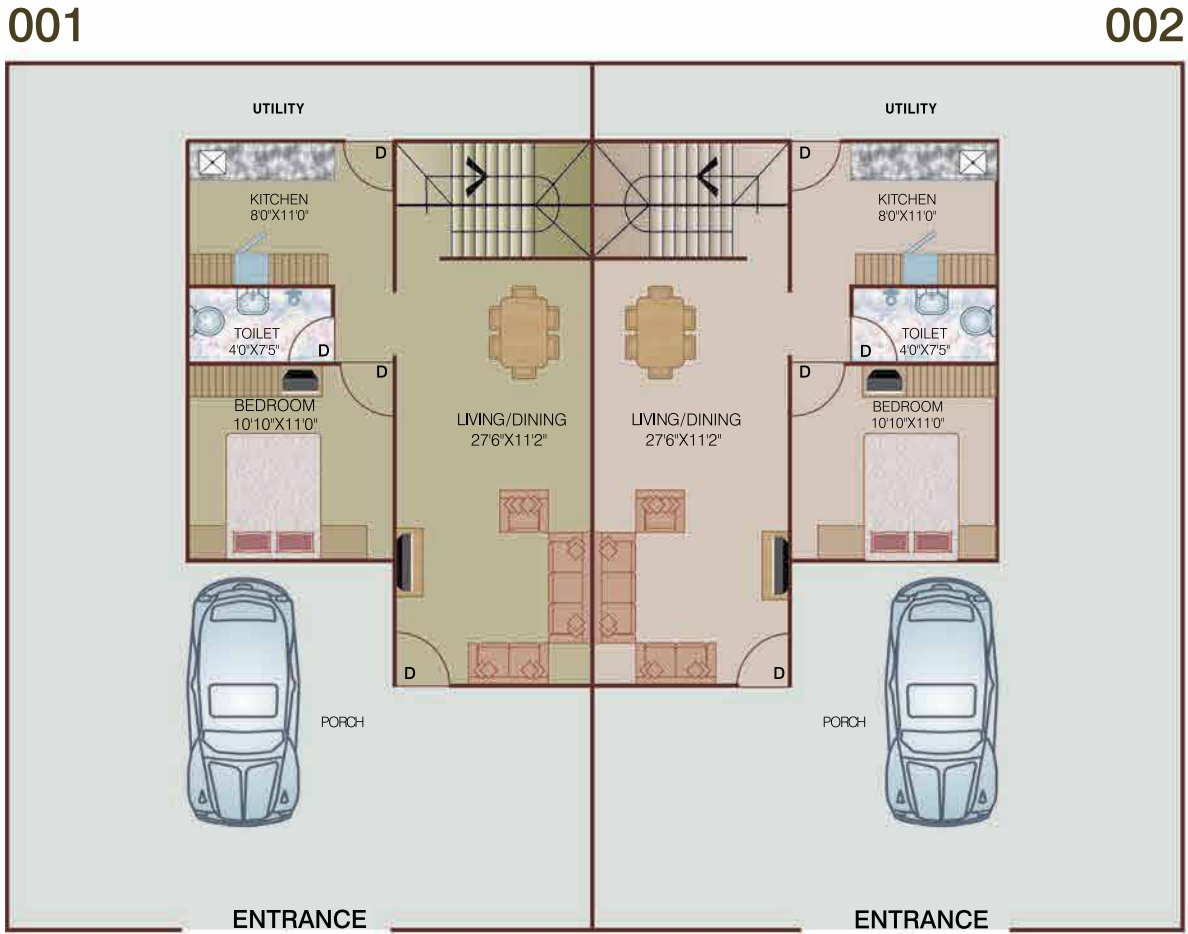 001
002
UTILITY
UTILITY
D
D
KITCHEN
8'0"X11'0"
KITCHEN
8'0"X11'0"
TOILET
4'0"X7'5"
D
D
TOILET
4'0"X7'5"
D
D
BEDROOM
10'10"X11'0"
LIVING/DINING
27'6"X11'2"
LIVING/DINING
27'6"X11'2"
BEDROOM
10'10"X11'0"
D
D
PORCH
PORCH
ENTRANCE
ENTRANCE